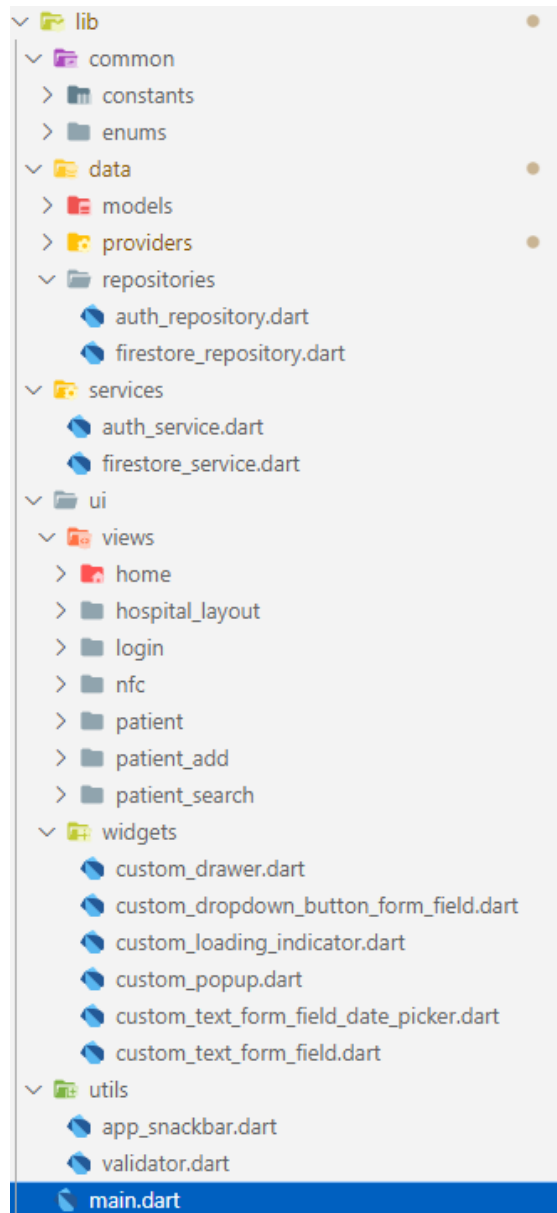 lib
common
constants
enums
data
models
providers
repositories
auth_repository.dart
firestore_repository.dart
services
auth_service.dart
firestore_service.dart
ui
views
home
hospital_layout
login
nfc
patient
patient_add
patient_search
widgets
custom_drawer.dart
custom_dropdown_button_form_field.dart
custom_loading_indicator.dart
custom_popup.dart
custom_text_form_field_date_picker.dart
custom_text_form_field.dart
utils
app_snackbar.dart
validator.dart
main.dart